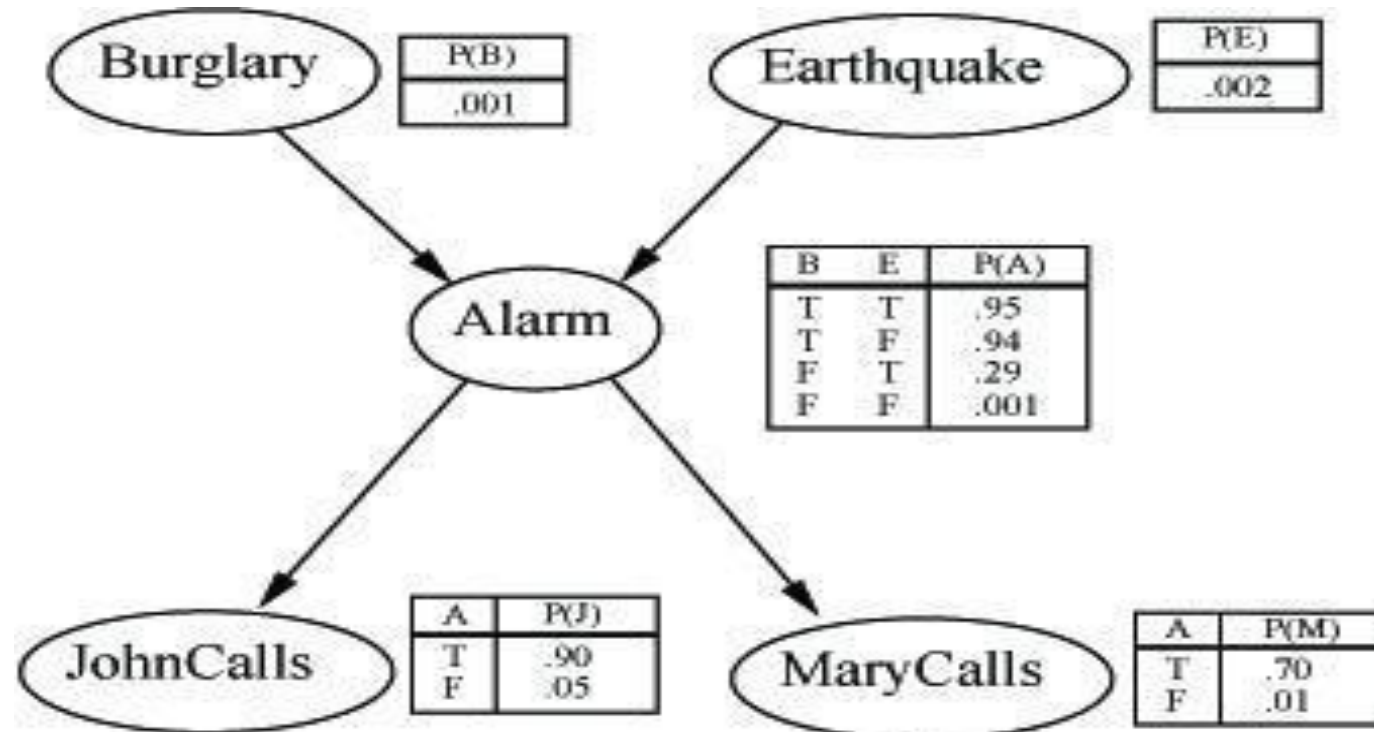 Burglary
P(B)
.001
Earthquake
P(E)
.002
Alarm
B E P(A)
T T .95
T F .94
F T .29
F F .001
JohnCalls
A P(J)
T .90
F .05
MaryCalls
A P(M)
T .70
F .01